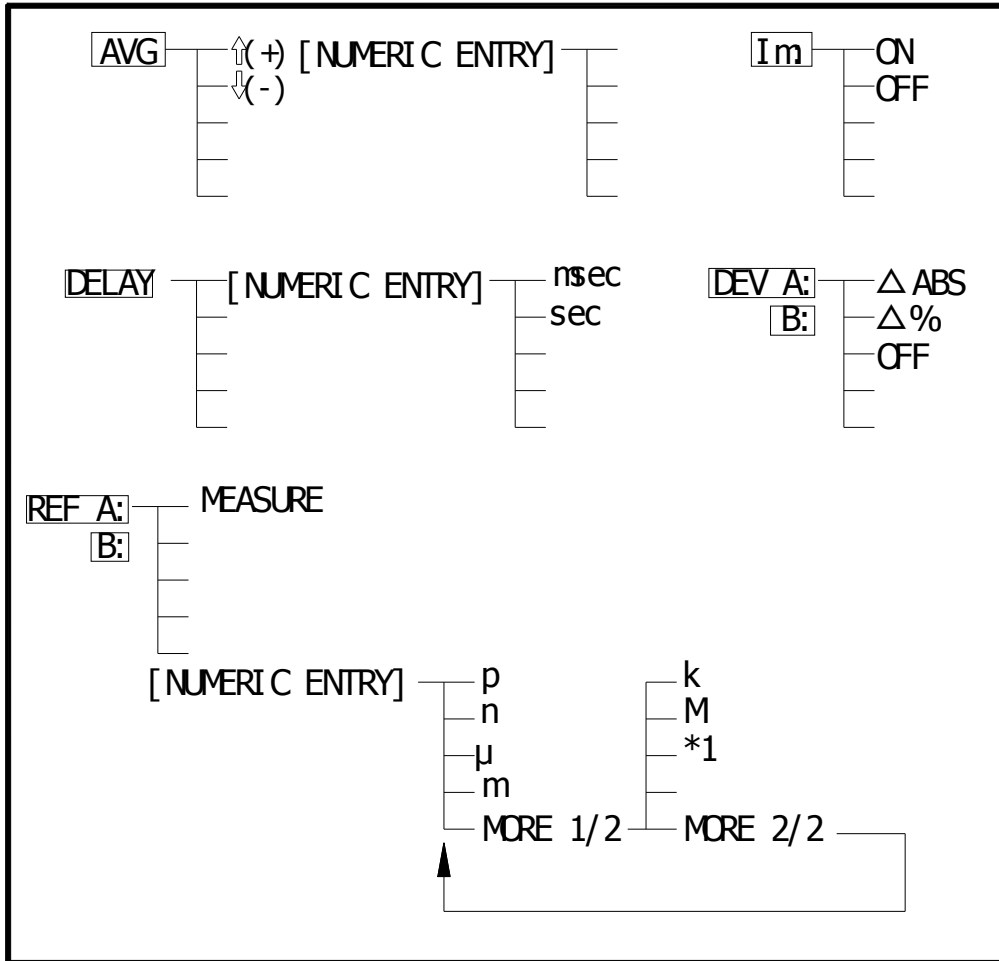 AVG ⇧(+) [NUMERIC ENTRY]
⇩(-)
Im:
ON
OFF
DELAY [NUMERIC ENTRY] msec
sec
DEV A: △ABS
B: △%
OFF
REF A: MEASURE
B:
[NUMERIC ENTRY] p k
n M
µ *1
m
MORE 1/2 MORE 2/2